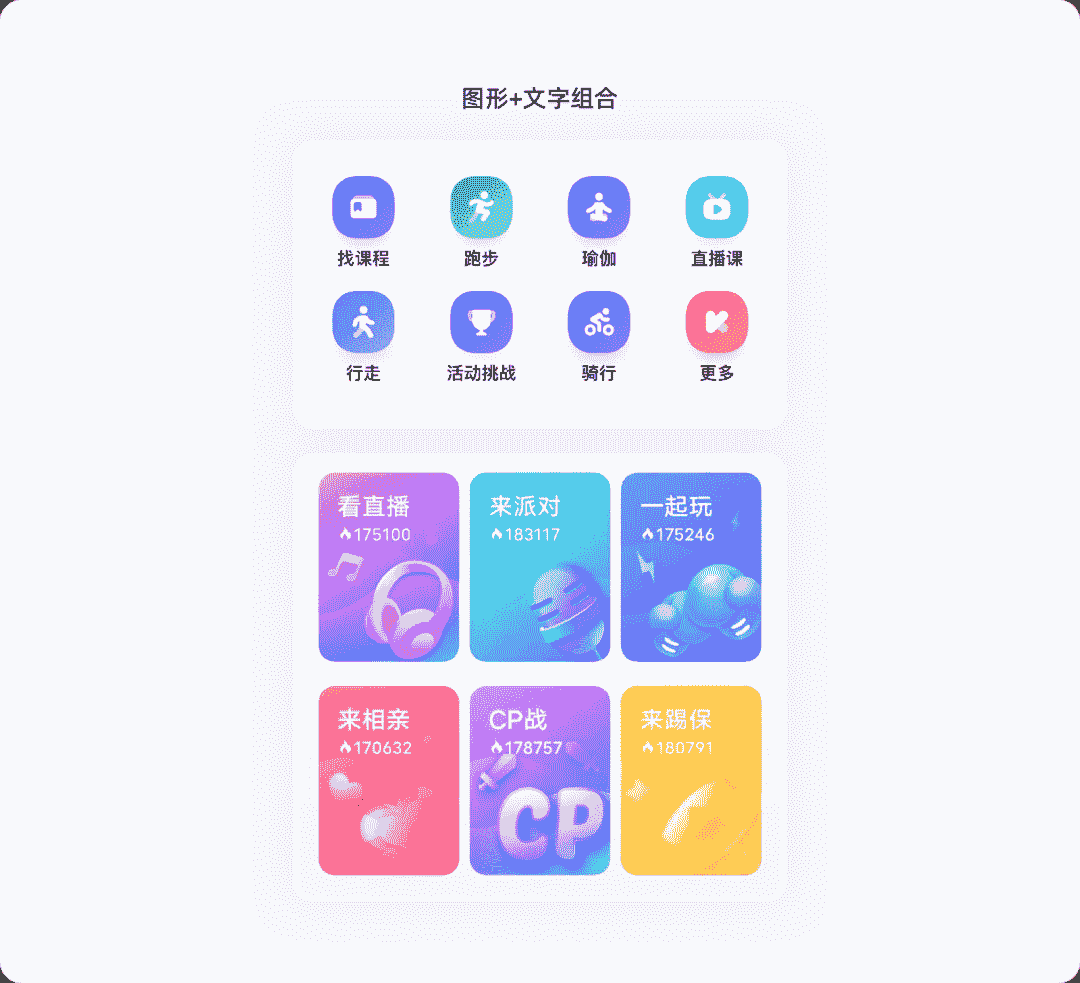 图形+文字组合
找课程
跑步
瑜伽
直播课
行走
活动挑战
骑行
更多
看直播
175100
来派对
183117
一起玩
175246
来相亲
170632
CP战
178757
CP
来踢保
180791